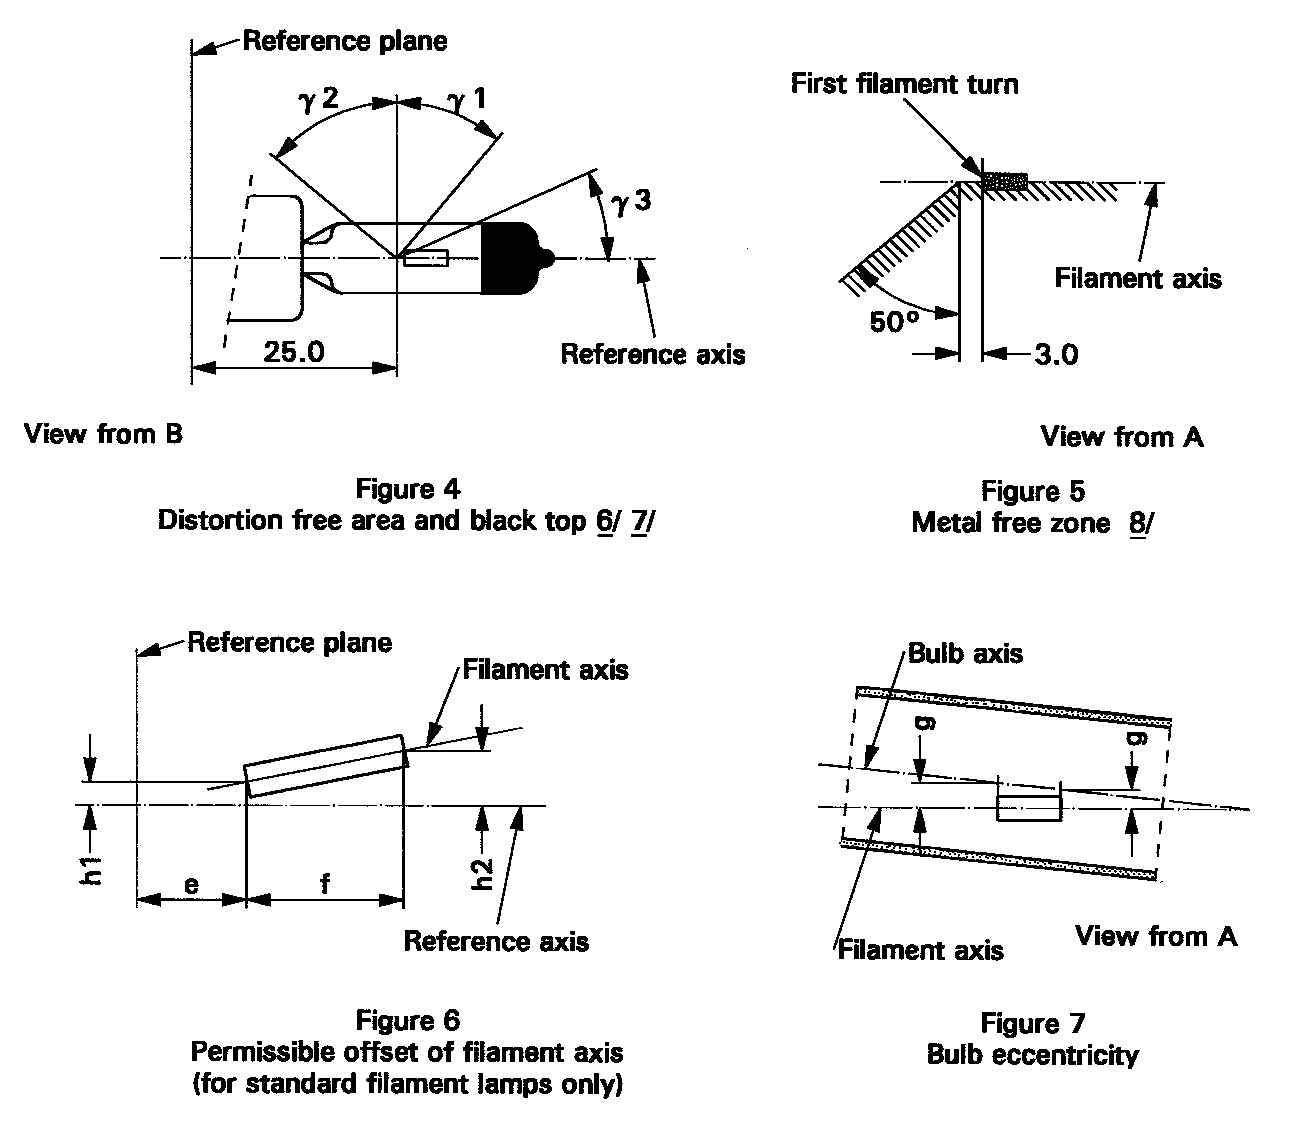 Reference plane
γ 2
γ 1
γ 3
25.0
Reference axis
View from B
Figure 4
Distortion free area and black top 6/ 7/
First filament turn
Filament axis
50°
3.0
View from A
Figure 5
Metal free zone 8/
Reference plane
Filament axis
h1
e
f
h2
Reference axis
Figure 6
Permissible offset of filament axis
(for standard filament lamps only)
Bulb axis
g
g
Filament axis
View from A
Figure 7
Bulb eccentricity